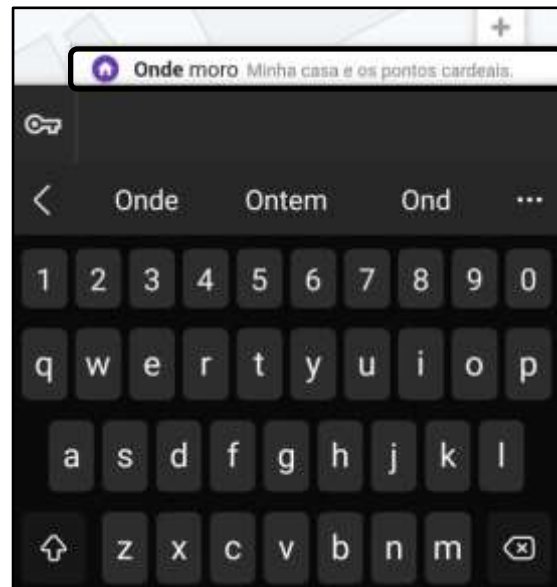 +
Onde moro Minha casa e os pontos cardeais.
Onde Ontem Ond ...
1 2 3 4 5 6 7 8 9 0
q w e r t y u i o p
a s d f g h j k l
z x c v b n m